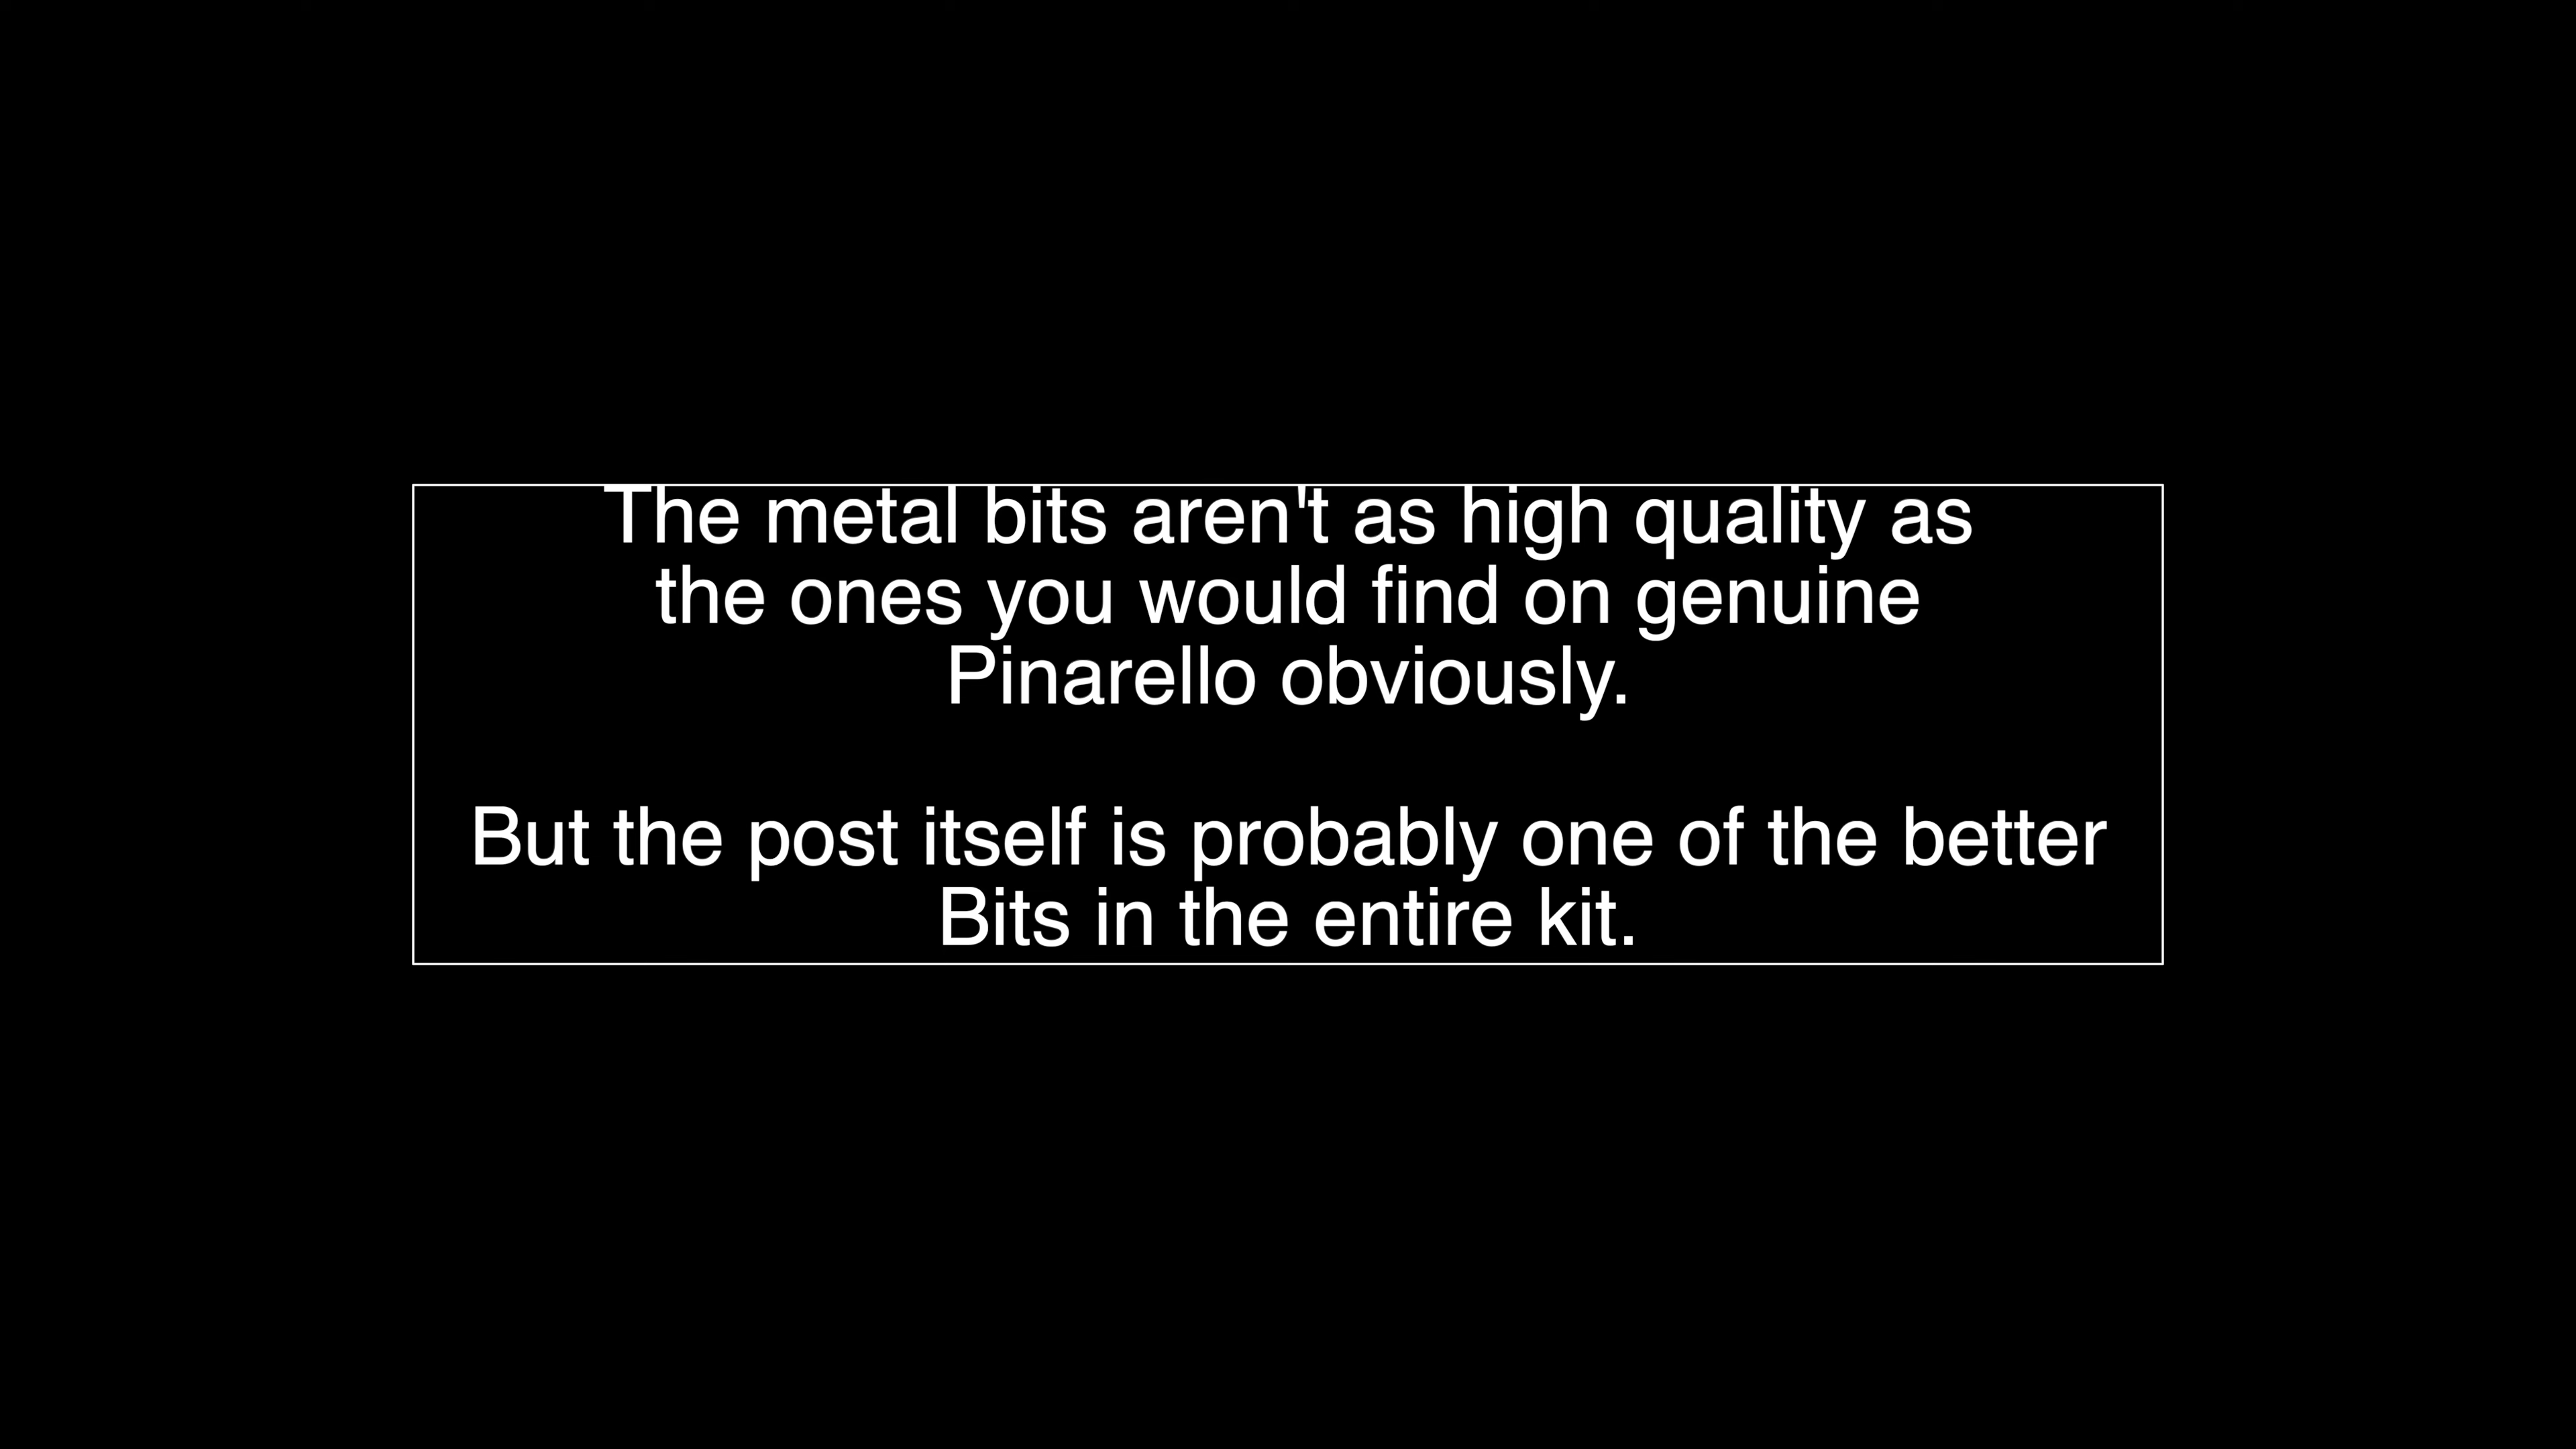 The metal bits aren't as high quality as
the ones you would find on genuine
Pinarello obviously.
But the post itself is probably one of the better
Bits in the entire kit.